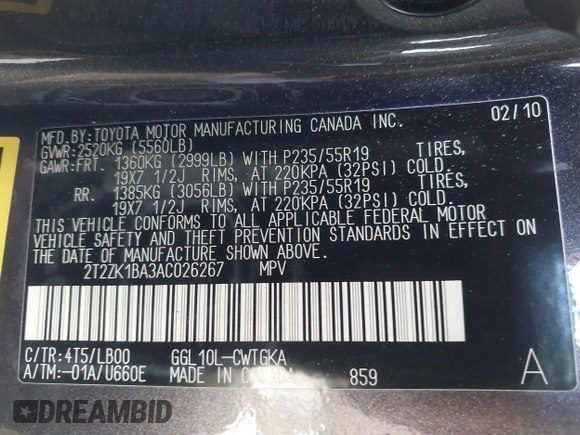 MFD.BY:TOYOTA MOTOR MANUFACTURING CANADA INC. 02/10
GVWR:2520KG (5560LB)
GAWR:FRT. 1360KG (2999LB) WITH P235/55R19 TIRES,
19X7 1/2J RIMS, AT 220KPA (32PSI) COLD.
RR. 1385KG (3056LB) WITH P235/55R19 TIRES,
19X7 1/2J RIMS, AT 220KPA (32PSI) COLD.
THIS VEHICLE CONFORMS TO ALL APPLICABLE FEDERAL MOTOR
VEHICLE SAFETY AND THEFT PREVENTION STANDARDS IN EFFECT ON
THE DATE OF MANUFACTURE SHOWN ABOVE.
2T2ZK1BA3AC026267 MPV
C/TR:4T5/LB00 GGL10L-CWTGKA A
A/TM:-01A/U660E MADE IN CANADA 859
DREAMBID